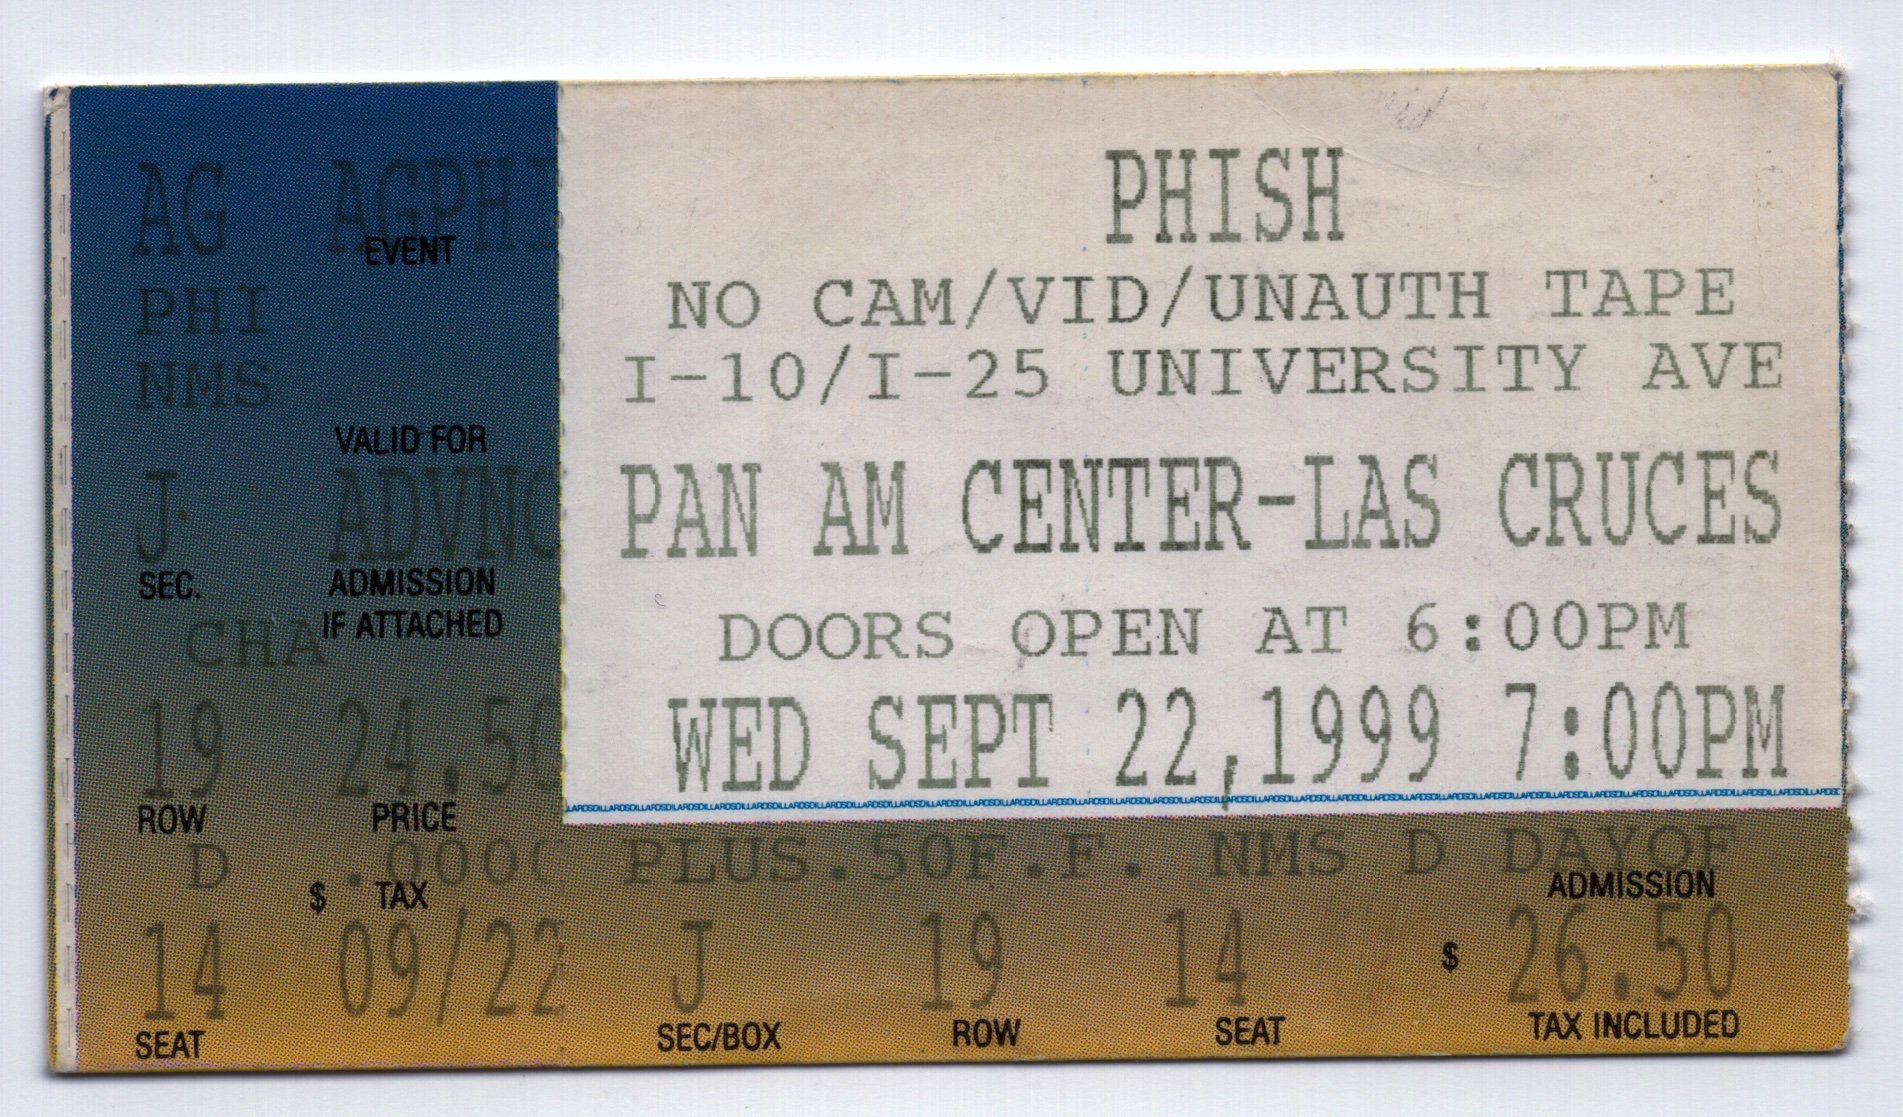 AG AGPHI
EVENT
PHI
NMS
VALID FOR
J ADVNC
SEC. ADMISSION
IF ATTACHED
CHA
19 24.50
ROW PRICE
D .000
$ TAX
14 09/22
SEAT
PHISH
NO CAM/VID/UNAUTH TAPE
I-10/I-25 UNIVERSITY AVE
PAN AM CENTER-LAS CRUCES
DOORS OPEN AT 6:00PM
WED SEPT 22,1999 7:00PM
PLUS.50F.F. NMS D DAYOF
ADMISSION
J 19 14 $ 26.50
SEC/BOX ROW SEAT TAX INCLUDED